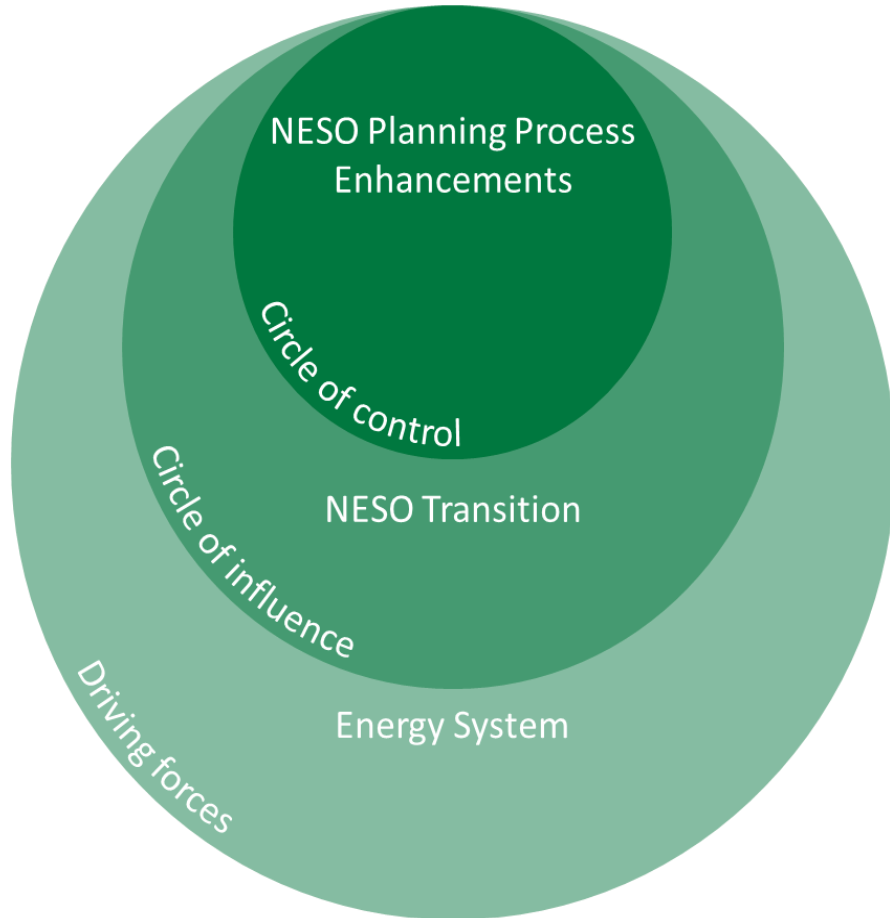 NESO Planning Process
Enhancements
Circle of control
NESO Transition
Circle of influence
Energy System
Driving forces